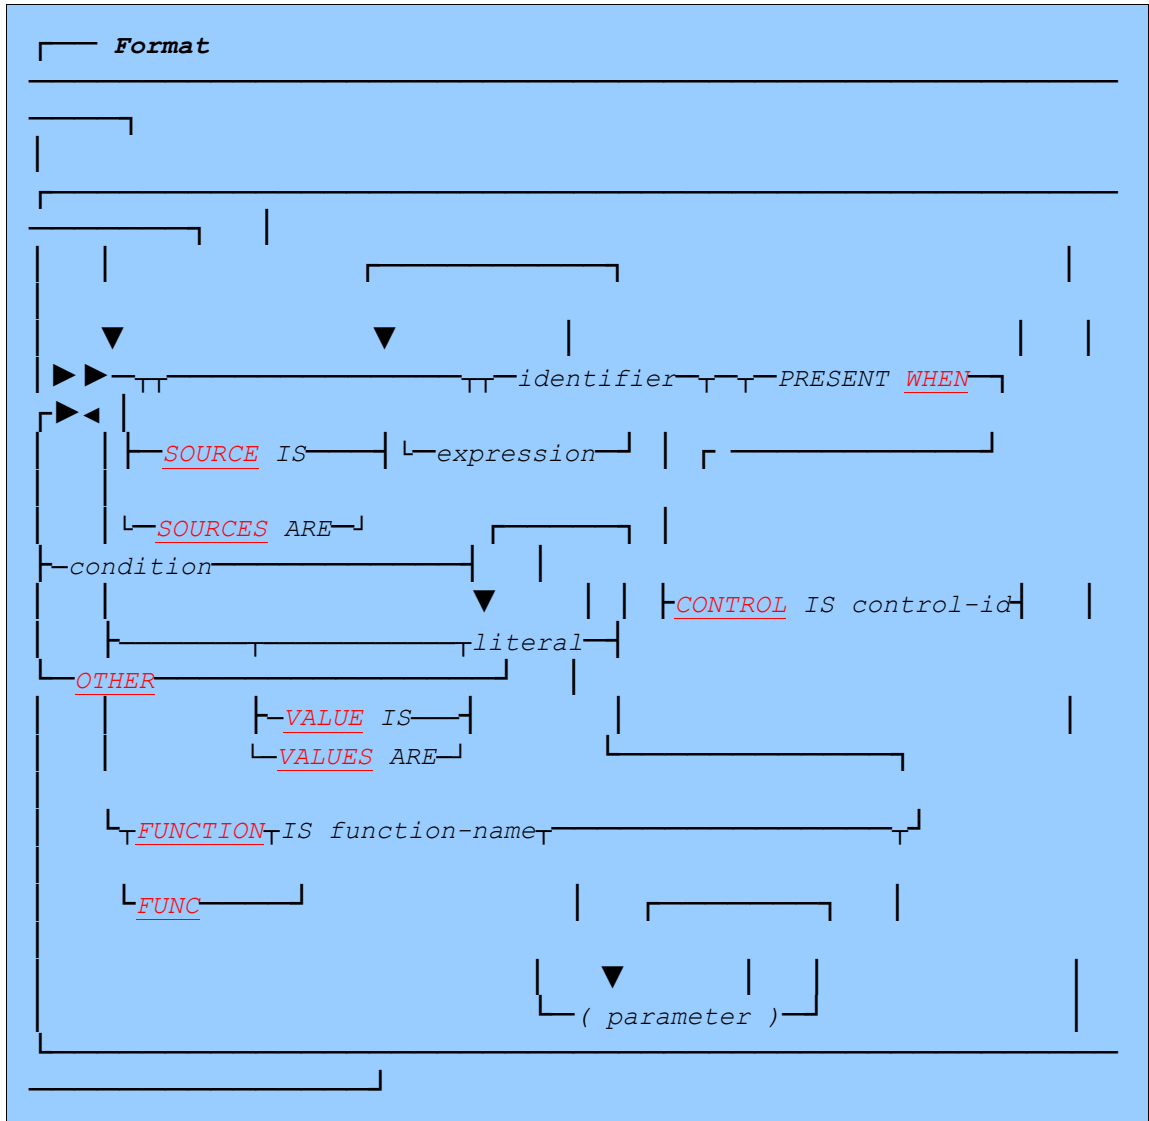 Format
identifier PRESENT WHEN
SOURCE IS expression
SOURCES ARE
condition
CONTROL IS control-id
literal
OTHER
VALUE IS
VALUES ARE
FUNCTION IS function-name
FUNC
( parameter )